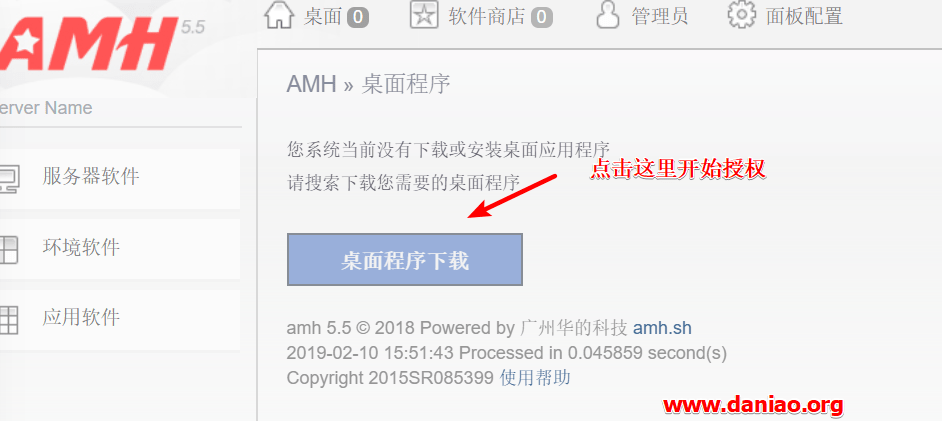 AMH 5.5
桌面 0 软件商店 0 管理员 面板配置
erver Name
服务器软件
环境软件
应用软件
AMH » 桌面程序
您系统当前没有下载或安装桌面应用程序
请搜索下载您需要的桌面程序
点击这里开始授权
桌面程序下载
amh 5.5 © 2018 Powered by 广州华的科技 amh.sh
2019-02-10 15:51:43 Processed in 0.045859 second(s)
Copyright 2015SR085399 使用帮助
www.daniao.org